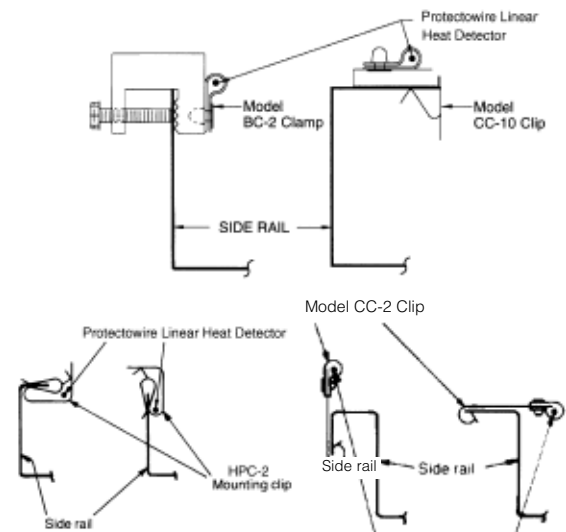 Protectowire Linear
Heat Detector
Model
BC-2 Clamp
Model
CC-10 Clip
SIDE RAIL
Model CC-2 Clip
Protectowire Linear Heat Detector
HPC-2
Mounting clip
Side rail
Side rail
Side rail